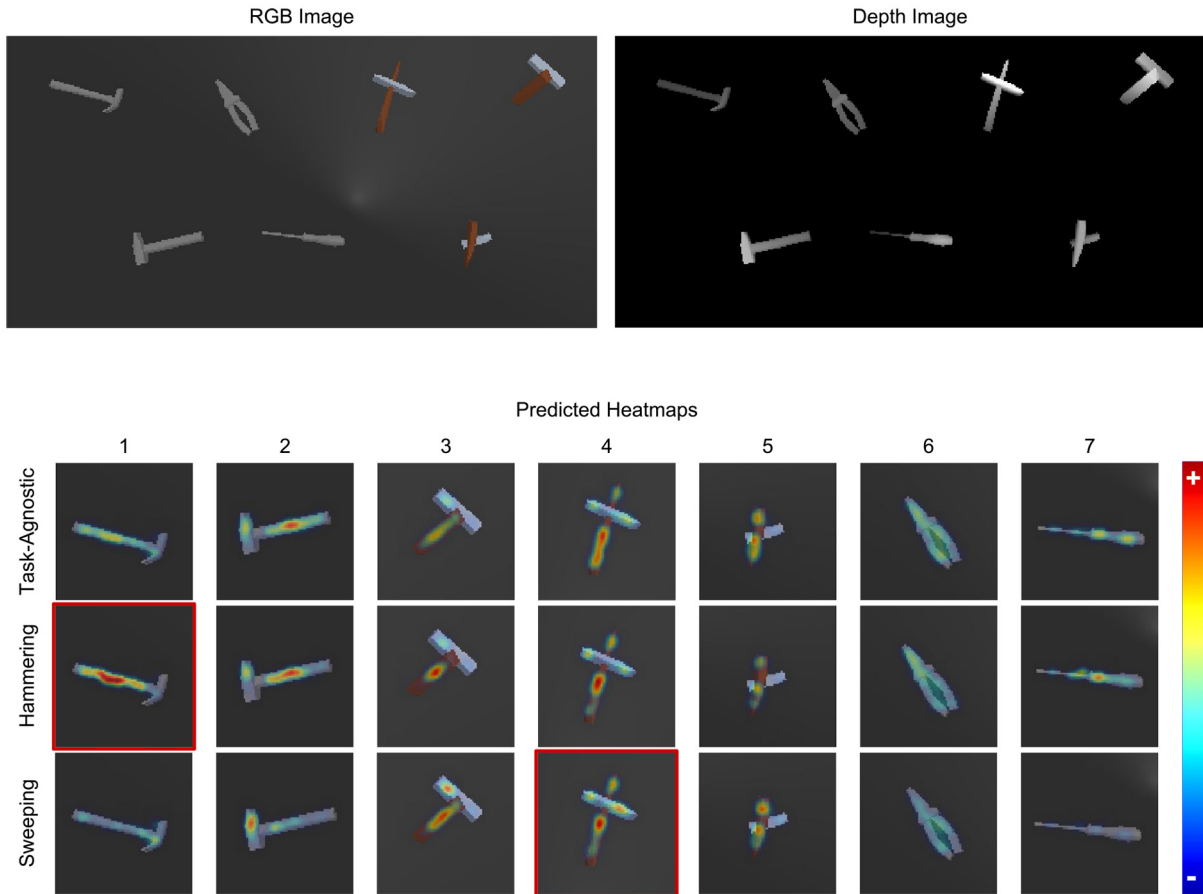 RGB Image
Depth Image
Predicted Heatmaps
1 2 3 4 5 6 7
Task-Agnostic
Hammering
Sweeping
+
-